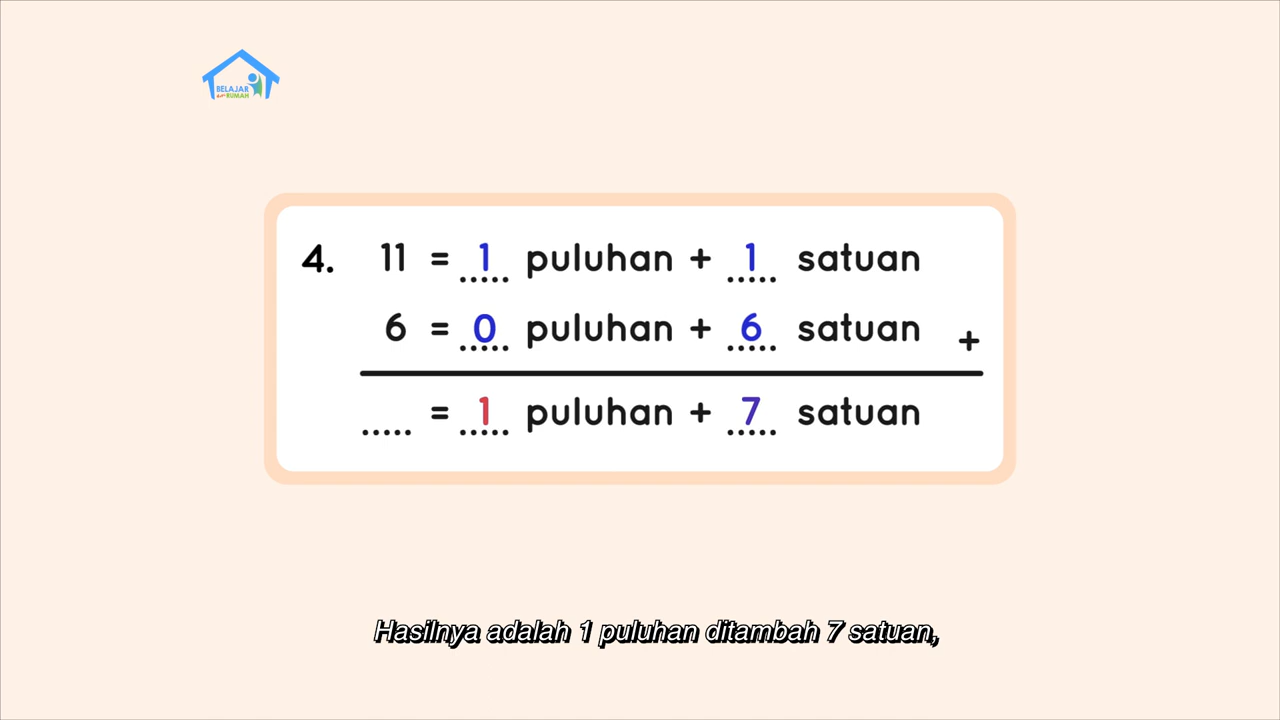 BELAJAR
dari RUMAH
4. 11 = 1 puluhan + 1 satuan
6 = 0 puluhan + 6 satuan +
..... = 1 puluhan + 7 satuan
Hasilnya adalah 1 puluhan ditambah 7 satuan,